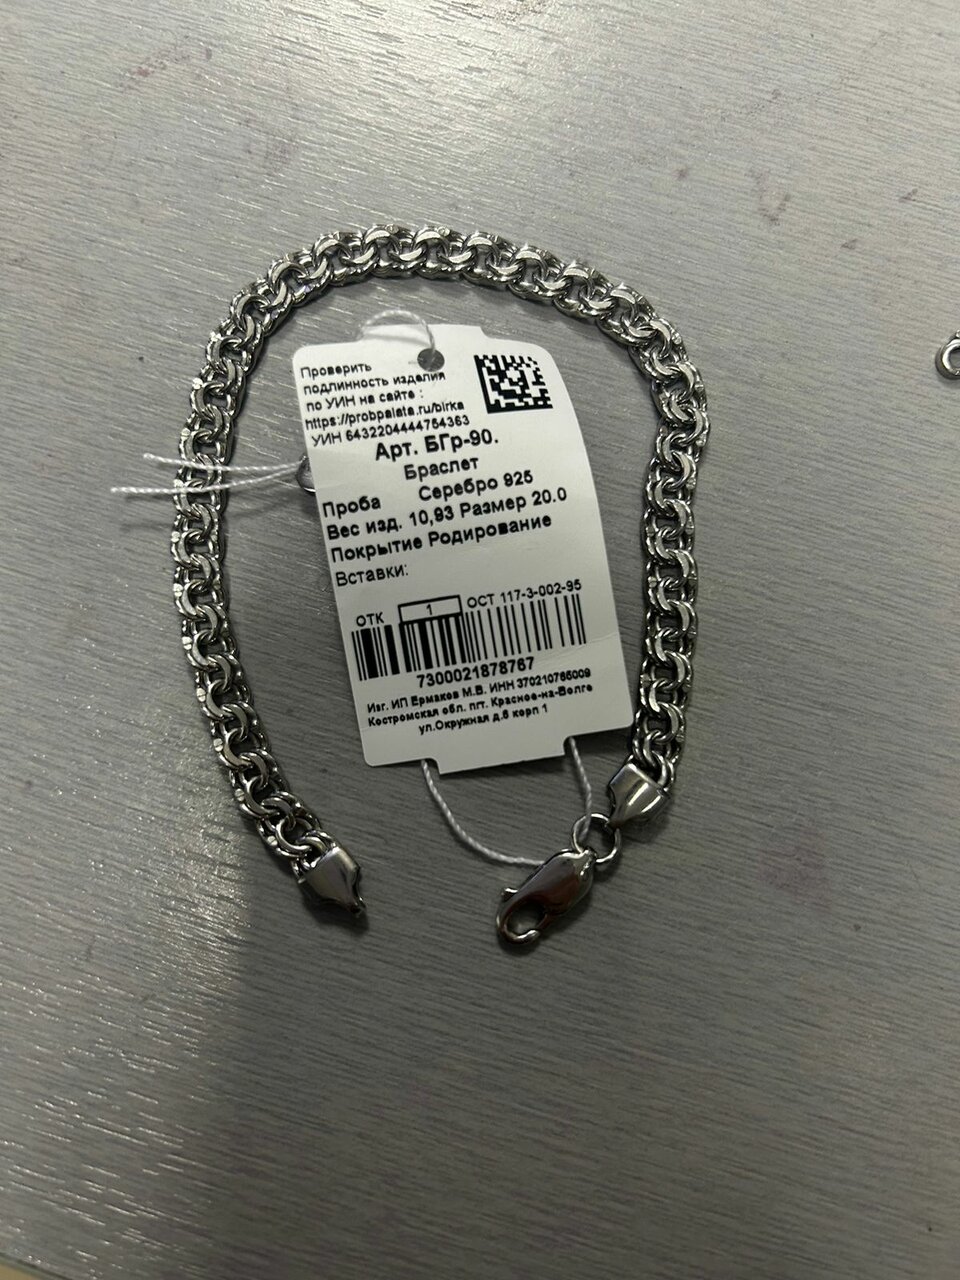 Проверить
подлинность изделия
по УИН на сайте :
https://probpalata.ru/birka
УИН 6432204444754363
Арт. БГр-90.
Браслет
Проба Серебро 925
Вес изд. 10,93 Размер 20.0
Покрытие Родирование
Вставки:
ОТК 1 ОСТ 117-3-002-95
7300021878767
Изг. ИП Ермаков М.В. ИНН 370210765009
Костромская обл. пгт. Красное-на-Волге
ул.Окружная д.6 корп 1